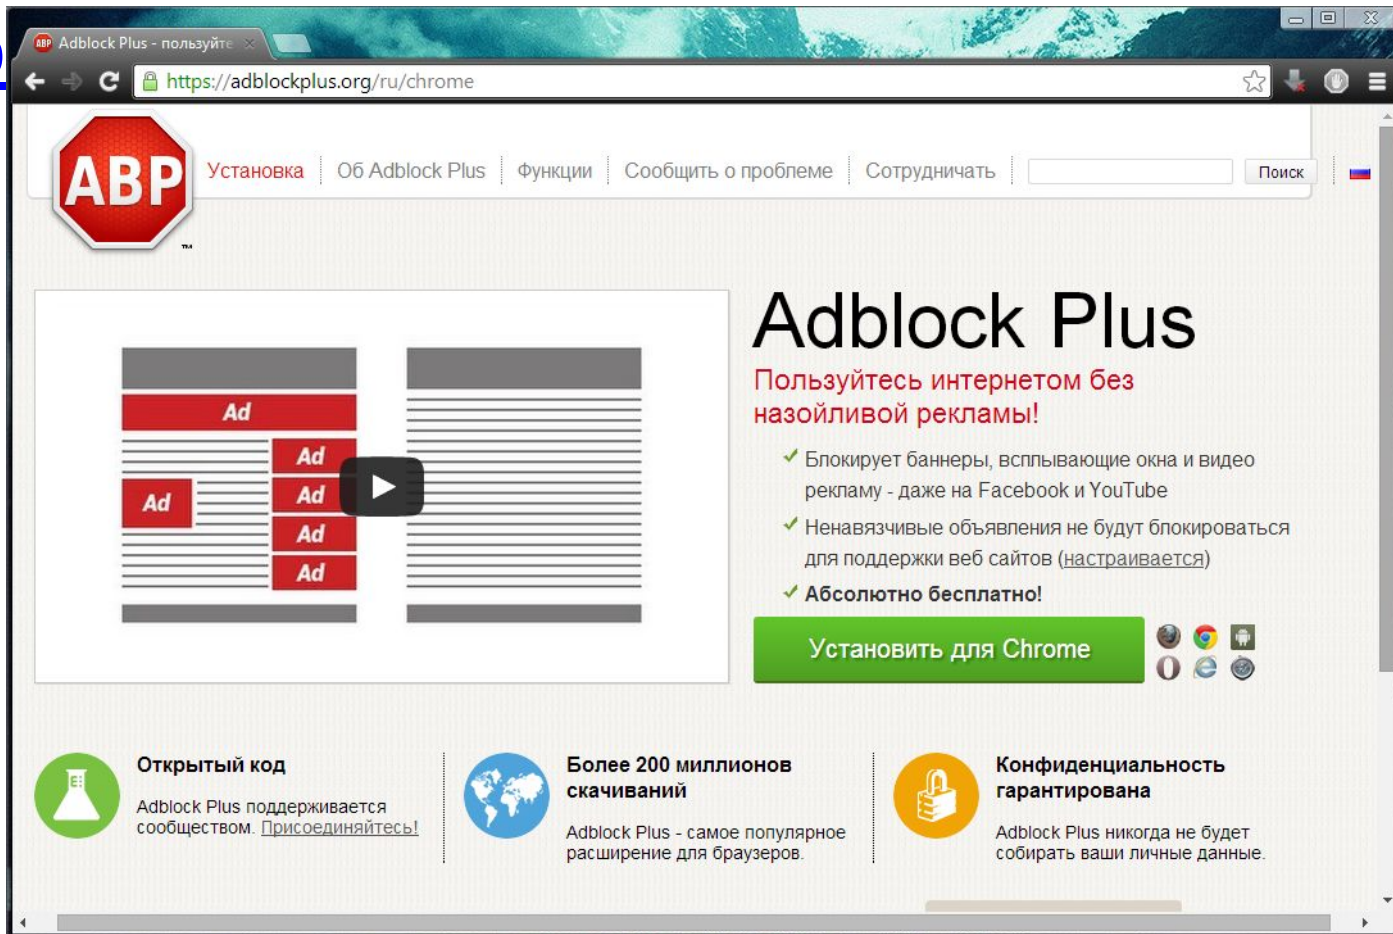 Adblock Plus - пользуйте
https://adblockplus.org/ru/chrome
ABP
ABP
TM
Установка
Об Adblock Plus
Функции
Сообщить о проблеме
Сотрудничать
Поиск
Ad
Ad
Ad
Ad
Ad
Ad
Adblock Plus
Пользуйтесь интернетом без
назойливой рекламы!
Блокирует баннеры, всплывающие окна и видео
рекламу - даже на Facebook и YouTube
Ненавязчивые объявления не будут блокироваться
для поддержки веб сайтов (настраивается)
Абсолютно бесплатно!
Установить для Chrome
Открытый код
Adblock Plus поддерживается
сообществом. Присоединяйтесь!
Более 200 миллионов
скачиваний
Adblock Plus - самое популярное
расширение для браузеров.
Конфиденциальность
гарантирована
Adblock Plus никогда не будет
собирать ваши личные данные.